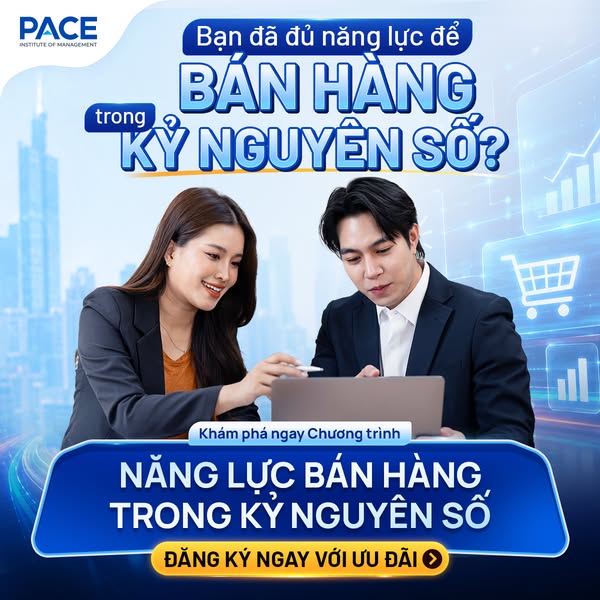 PACE
INSTITUTE OF MANAGEMENT
Bạn đã đủ năng lực để
BÁN HÀNG
trong
KỶ NGUYÊN SỐ?
Khám phá ngay Chương trình
NĂNG LỰC BÁN HÀNG
TRONG KỶ NGUYÊN SỐ
ĐĂNG KÝ NGAY VỚI ƯU ĐÃI